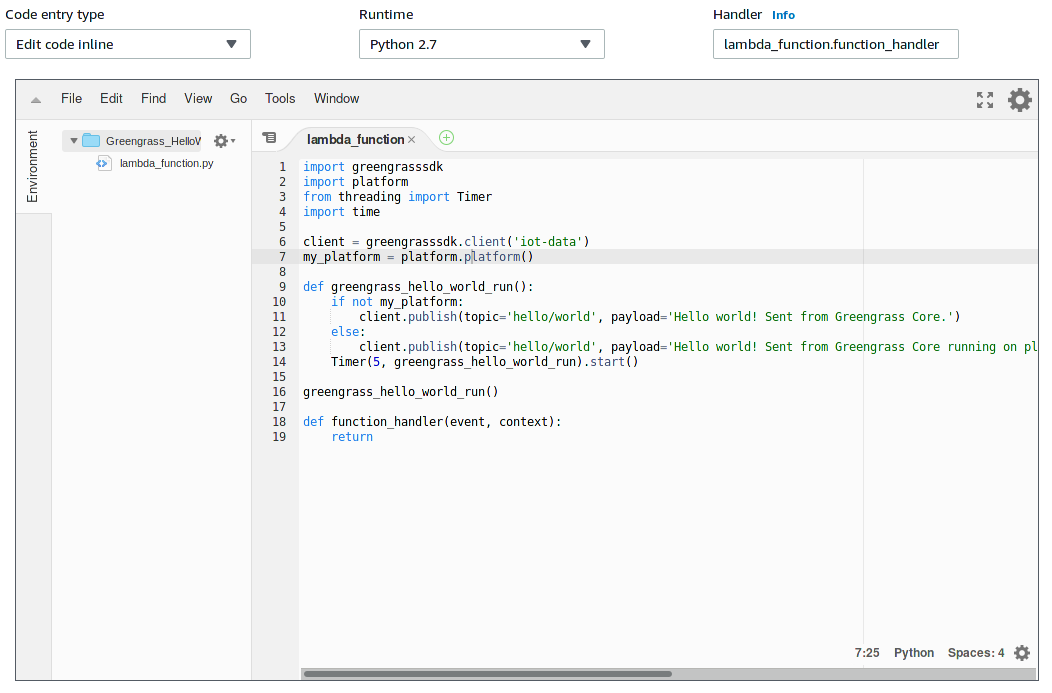 Code entry type Runtime Handler Info
Edit code inline Python 2.7 lambda_function.function_handler
File Edit Find View Go Tools Window
Environment
Greengrass_HelloW
lambda_function.py
lambda_function ×
1 import greengrasssdk
2 import platform
3 from threading import Timer
4 import time
5
6 client = greengrasssdk.client('iot-data')
7 my_platform = platform.platform()
8
9 def greengrass_hello_world_run():
10     if not my_platform:
11         client.publish(topic='hello/world', payload='Hello world! Sent from Greengrass Core.')
12     else:
13         client.publish(topic='hello/world', payload='Hello world! Sent from Greengrass Core running on pl
14     Timer(5, greengrass_hello_world_run).start()
15
16 greengrass_hello_world_run()
17
18 def function_handler(event, context):
19     return
7:25 Python Spaces: 4